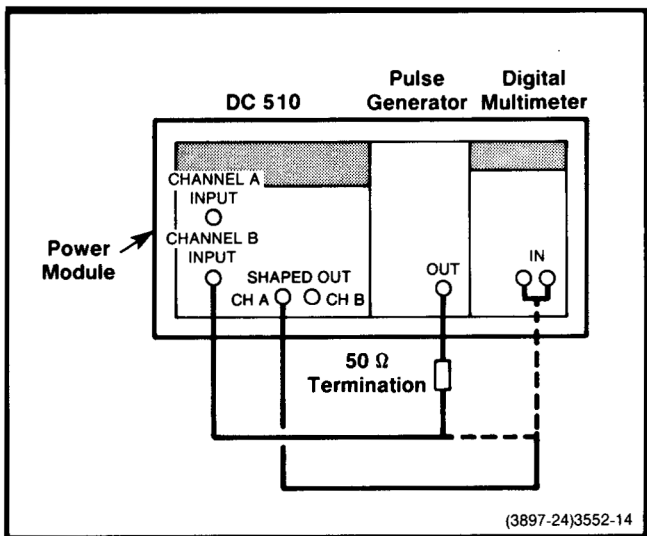 DC 510
Pulse
Generator
Digital
Multimeter
CHANNEL A
INPUT
CHANNEL B
INPUT
SHAPED OUT
CH A
CH B
OUT
IN
Power
Module
50 Ω
Termination
(3897-24)3552-14